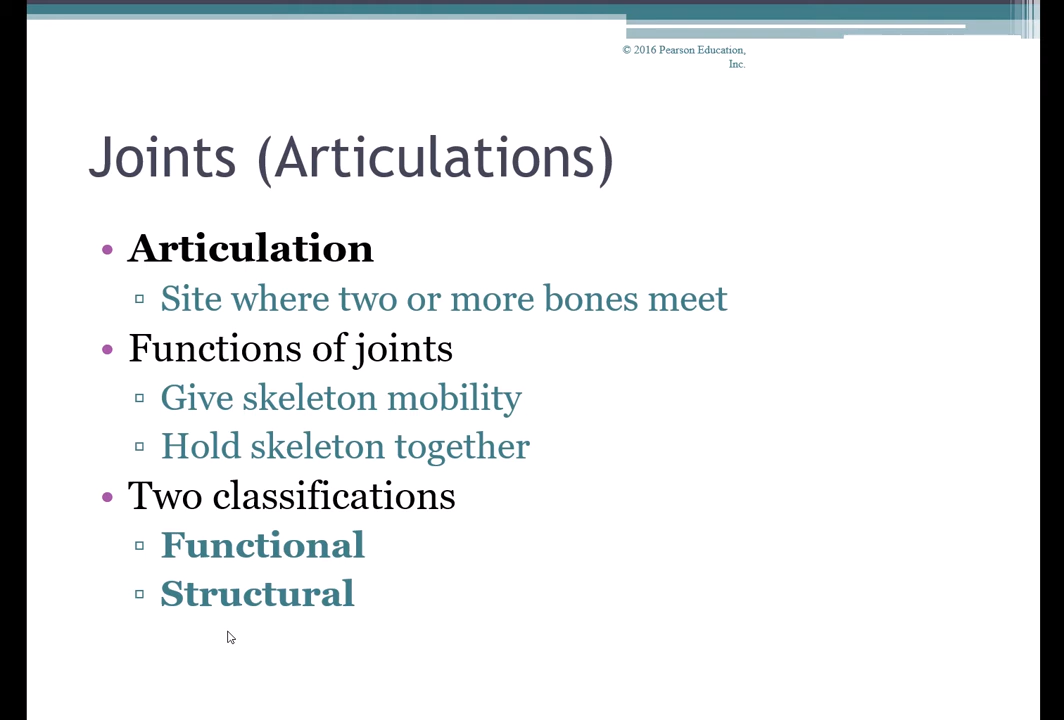 © 2016 Pearson Education,
Inc.
Joints (Articulations)
• Articulation
▫ Site where two or more bones meet
• Functions of joints
▫ Give skeleton mobility
▫ Hold skeleton together
• Two classifications
▫ Functional
▫ Structural